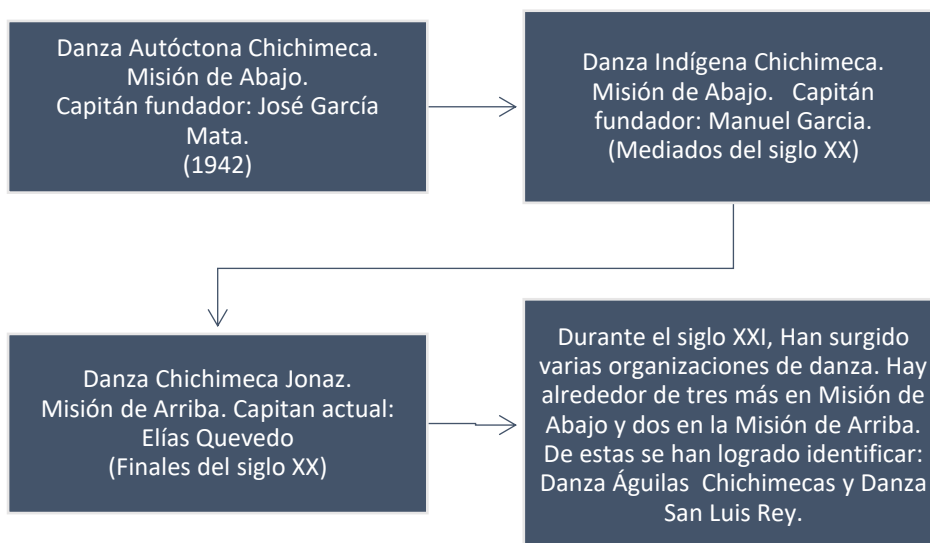 Danza Autóctona Chichimeca.
Misión de Abajo.
Capitán fundador: José García
Mata.
(1942)
Danza Indígena Chichimeca.
Misión de Abajo.   Capitán
fundador: Manuel Garcia.
(Mediados del siglo XX)
Danza Chichimeca Jonaz.
Misión de Arriba. Capitan actual:
Elías Quevedo
(Finales del siglo XX)
Durante el siglo XXI, Han surgido
varias organizaciones de danza. Hay
alrededor de tres más en Misión de
Abajo y dos en la Misión de Arriba.
De estas se han logrado identificar:
Danza Águilas  Chichimecas y Danza
San Luis Rey.